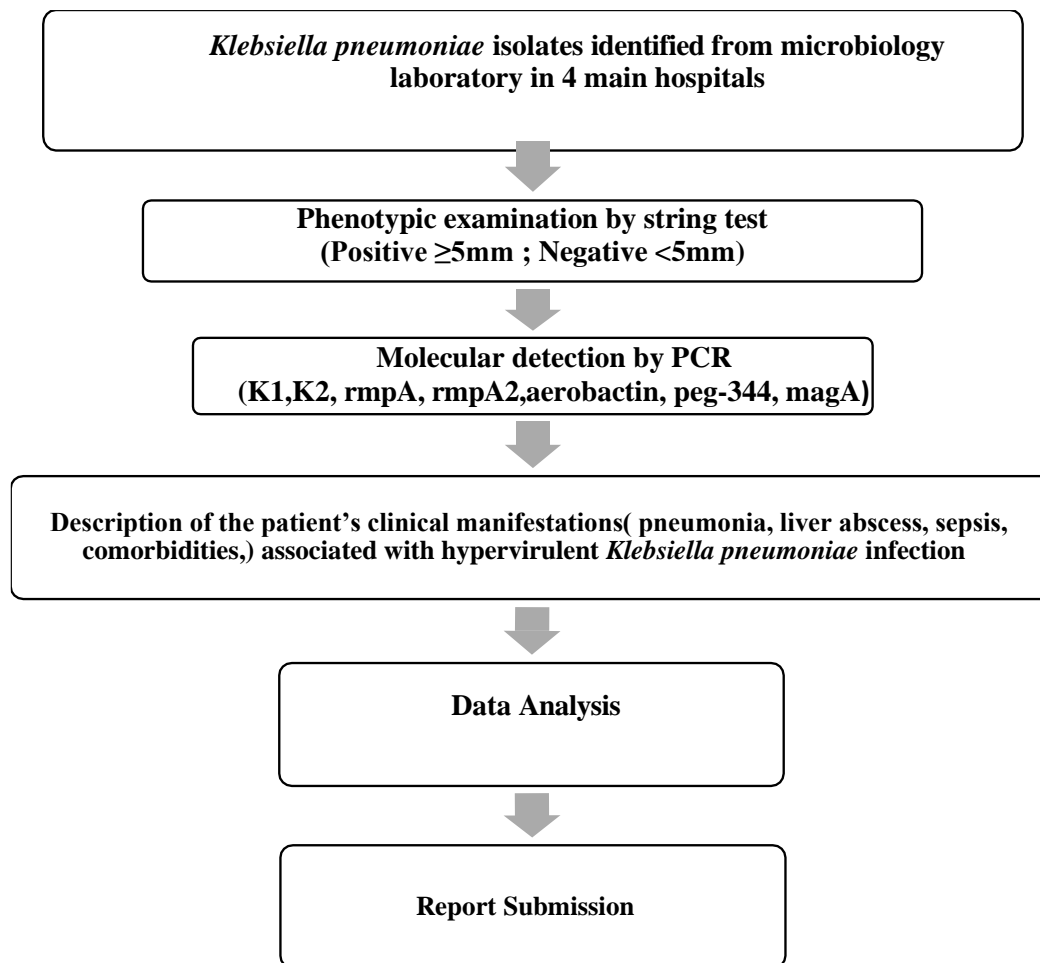 Klebsiella pneumoniae isolates identified from microbiology
laboratory in 4 main hospitals
Phenotypic examination by string test
(Positive ≥5mm ; Negative <5mm)
Molecular detection by PCR
(K1,K2, rmpA, rmpA2,aerobactin, peg-344, magA)
Description of the patient’s clinical manifestations( pneumonia, liver abscess, sepsis,
comorbidities,) associated with hypervirulent Klebsiella pneumoniae infection
Data Analysis
Report Submission